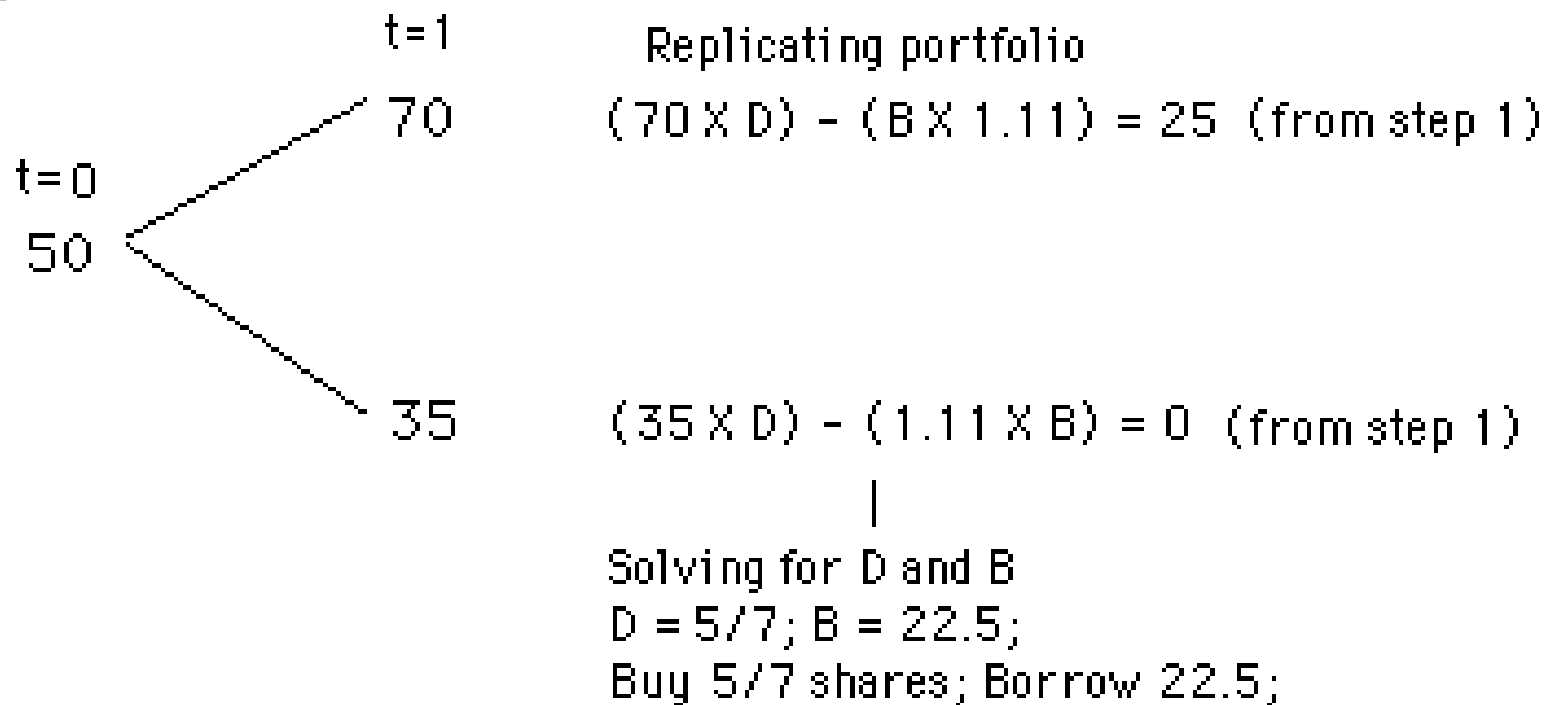 t=1
Replicating portfolio
70
(70 X D) - (B X 1.11) = 25 (from step 1)
t=0
50
35
(35 X D) - (1.11 X B) = 0 (from step 1)
Solving for D and B
D = 5/7; B = 22.5;
Buy 5/7 shares; Borrow 22.5;